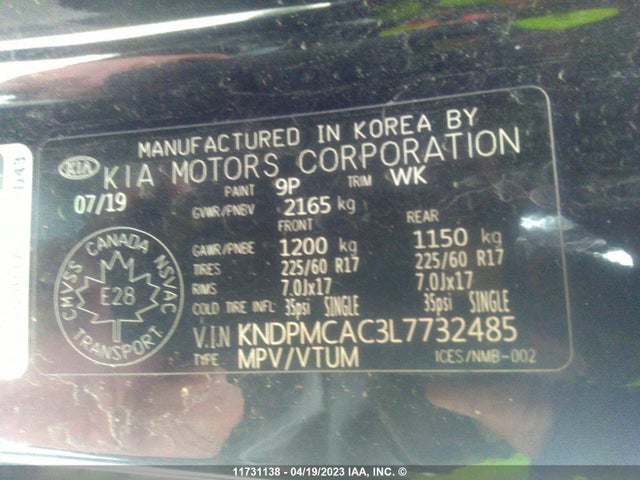 MANUFACTURED IN KOREA BY
KIA KIA MOTORS CORPORATION
07/19 PAINT 9P TRIM WK
GVWR/PNBV 2165 kg
FRONT REAR
GAWR/PNBE 1200 kg 1150 kg
TIRES 225/60 R17 225/60 R17
RIMS 7.0Jx17 7.0Jx17
COLD TIRE INFL 35psi SINGLE 35psi SINGLE
V.I.N KNDPMCAC3L7732485
TYPE MPV/VTUM ICES/NMB-002
CANADA
CMVSS NSVAC
E28
TRANSPORT
D43
11731138 - 04/19/2023 IAA, INC. ©